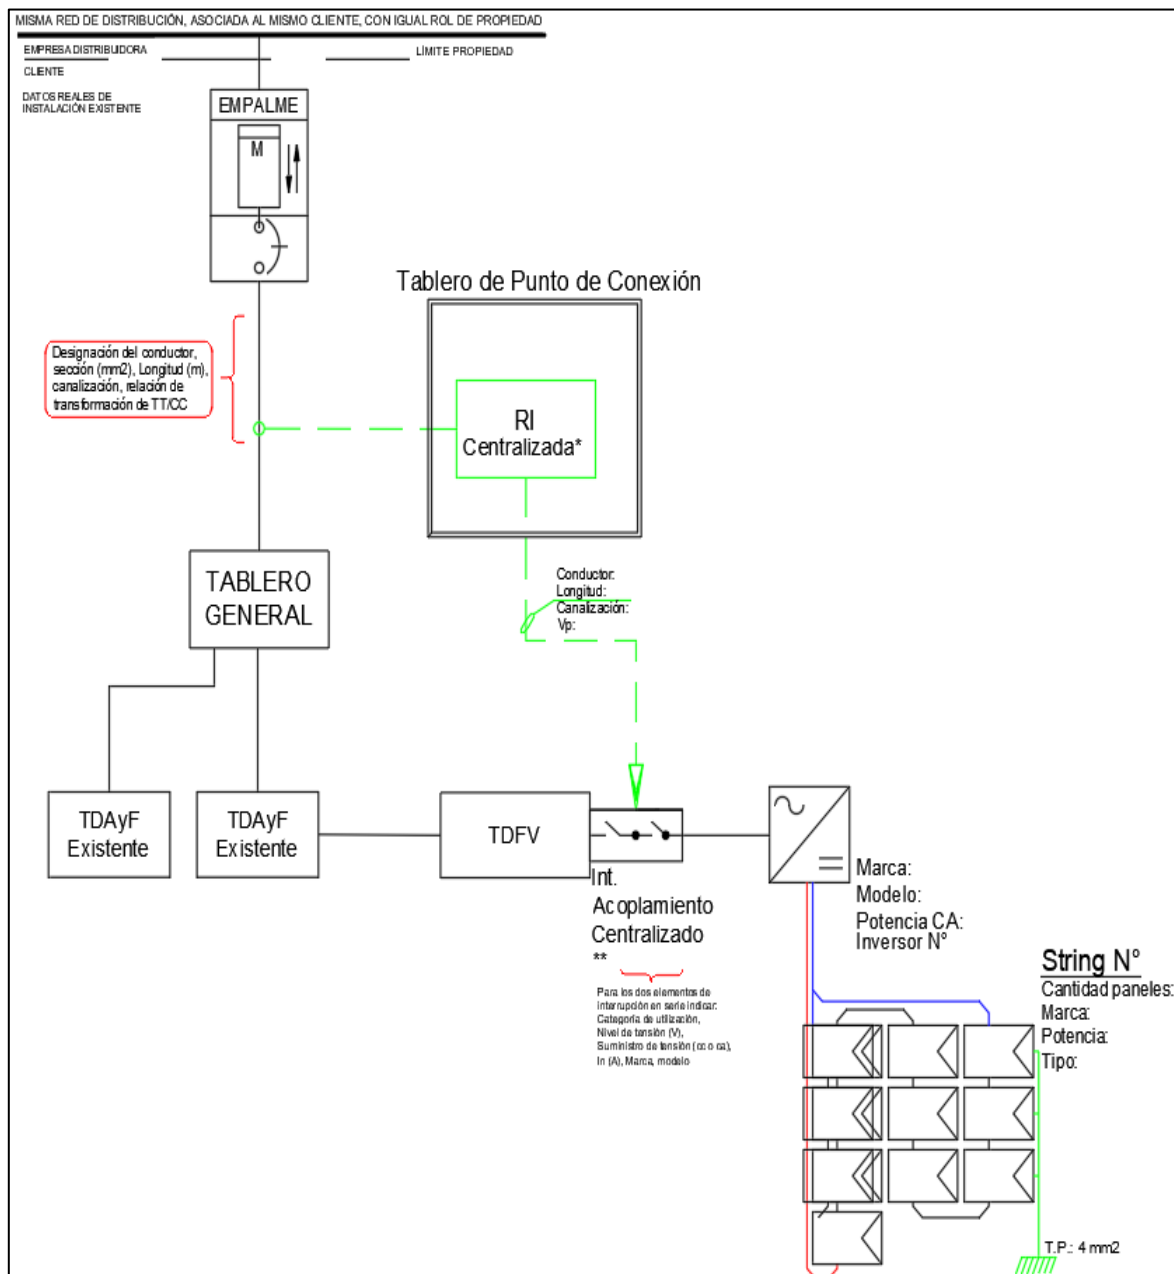 MISMA RED DE DISTRIBUCIÓN, ASOCIADA AL MISMO CLIENTE, CON IGUAL ROL DE PROPIEDAD
EMPRESA DISTRIBUIDORA
LÍMITE PROPIEDAD
CLIENTE
DATOS REALES DE
INSTALACIÓN EXISTENTE
EMPALME
M
Tablero de Punto de Conexión
Designación del conductor,
sección (mm2), Longitud (m),
canalización, relación de
transformación de TT/CC
RI
Centralizada*
TABLERO
GENERAL
Conductor:
Longitud:
Canalización:
Vp:
TDAyF
Existente
TDAyF
Existente
TDFV
Int.
Acoplamiento
Centralizado
**
Para los dos elementos de
interrupción en serie indicar:
Categoría de utilización,
Nivel de tensión (V),
Suministro de tensión (cc o ca),
In (A), Marca, modelo
Marca:
Modelo:
Potencia CA:
Inversor N°
String N°
Cantidad paneles:
Marca:
Potencia:
Tipo:
T.P.: 4 mm2